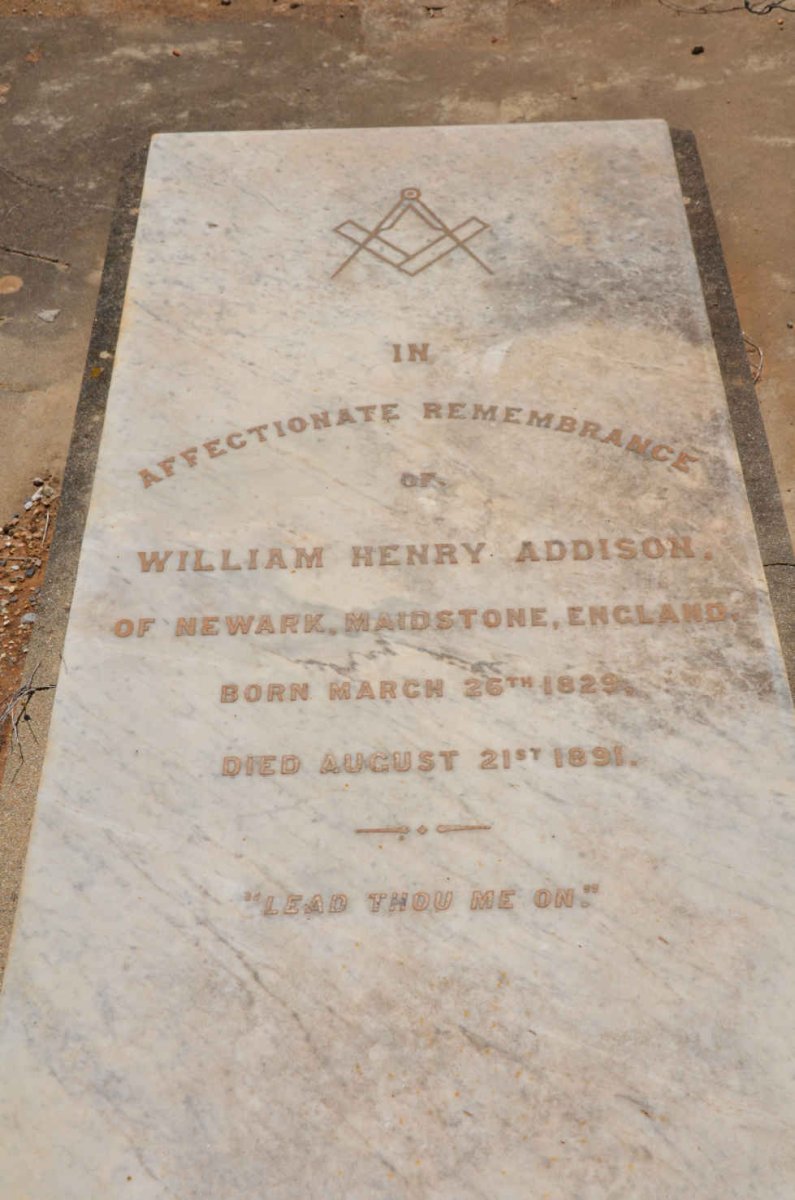 IN
AFFECTIONATE REMEMBRANCE
OF
WILLIAM HENRY ADDISON.
OF NEWARK, MAIDSTONE, ENGLAND.
BORN MARCH 26TH 1829,
DIED AUGUST 21ST 1891.
"LEAD THOU ME ON."